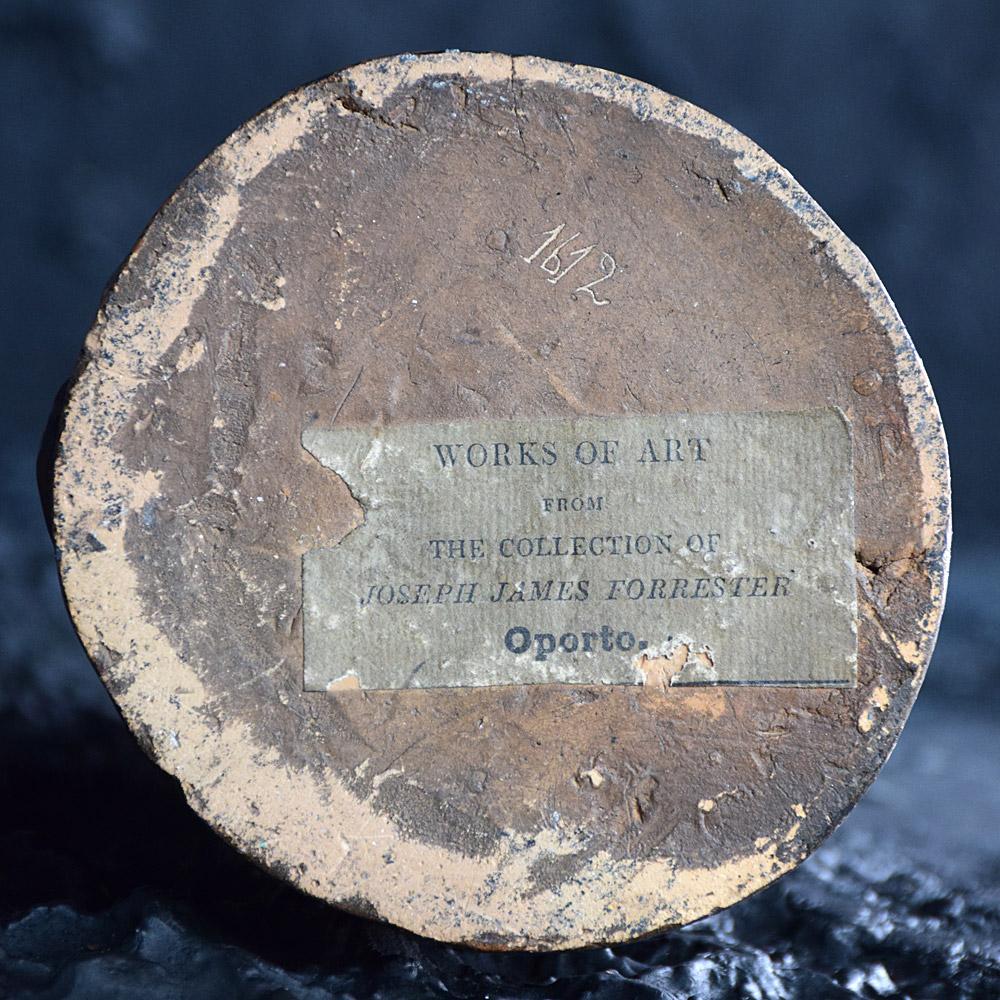 1612
WORKS OF ART
FROM
THE COLLECTION OF
JOSEPH JAMES FORRESTER
Oporto.